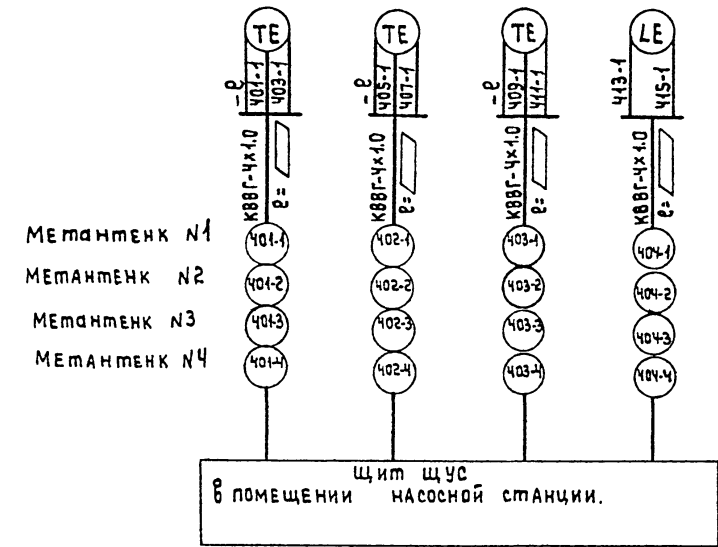 TE TE TE LE
-ℓ 401-1 403-1 -ℓ 405-1 407-1 -ℓ 409-1 411-1 413-1 415-1
КВВГ-4х1.0 ℓ= КВВГ-4х1.0 ℓ= КВВГ-4х1.0 ℓ= КВВГ-4х1.0 ℓ=
Метантенк N1 401-1 402-1 403-1 404-1
Метантенк N2 401-2 402-2 403-2 404-2
Метантенк N3 401-3 402-3 403-3 404-3
Метантенк N4 401-4 402-4 403-4 404-4
Щит ЩУС
В помещении насосной станции.